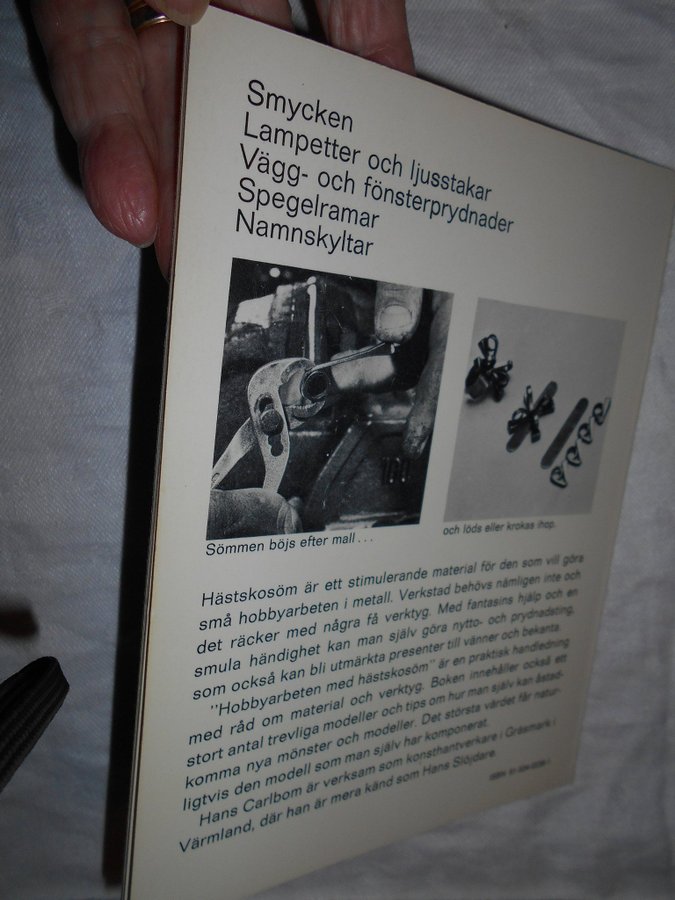 Smycken
Lampetter och ljusstakar
Vägg- och fönsterprydnader
Spegelramar
Namnskyltar
100
Sömmen böjs efter mall . . .
och löds eller krokas ihop.
Hästskosöm är ett stimulerande material för den som vill göra
små hobbyarbeten i metall. Verkstad behövs nämligen inte och
det räcker med några få verktyg. Med fantasins hjälp och en
smula händighet kan man själv göra nytto- och prydnadsting,
som också kan bli utmärkta presenter till vänner och bekanta.
"Hobbyarbeten med hästskosöm" är en praktisk handledning
med råd om material och verktyg. Boken innehåller också ett
stort antal trevliga modeller och tips om hur man själv kan åstad-
komma nya mönster och modeller. Det största värdet får natur-
ligtvis den modell som man själv har komponerat.
Hans Carlbom är verksam som konsthantverkare i Gräsmark i
Värmland, där han är mera känd som Hans Slöjdare.
ISBN